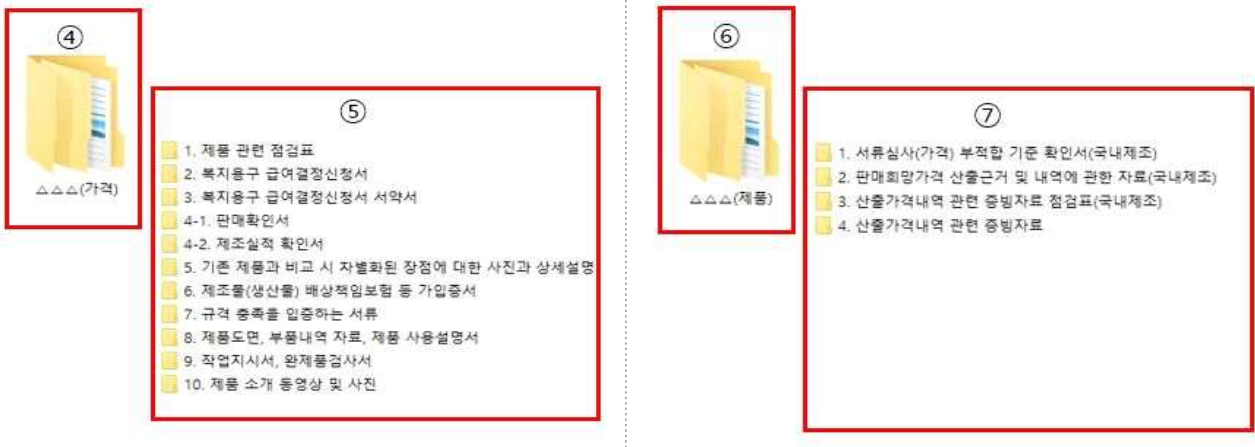 ④
△△△(가격)
⑤
1. 제품 관련 점검표
2. 복지용구 급여결정신청서
3. 복지용구 급여결정신청서 서약서
4-1. 판매확인서
4-2. 제조실적 확인서
5. 기존 제품과 비교 시 차별화된 장점에 대한 사진과 상세설명
6. 제조물(생산물) 배상책임보험 등 가입증서
7. 규격 충족을 입증하는 서류
8. 제품도면, 부품내역 자료, 제품 사용설명서
9. 작업지시서, 완제품검사서
10. 제품 소개 동영상 및 사진
⑥
△△△(제품)
⑦
1. 서류심사(가격) 부적합 기준 확인서(국내제조)
2. 판매희망가격 산출근거 및 내역에 관한 자료(국내제조)
3. 산출가격내역 관련 증빙자료 점검표(국내제조)
4. 산출가격내역 관련 증빙자료